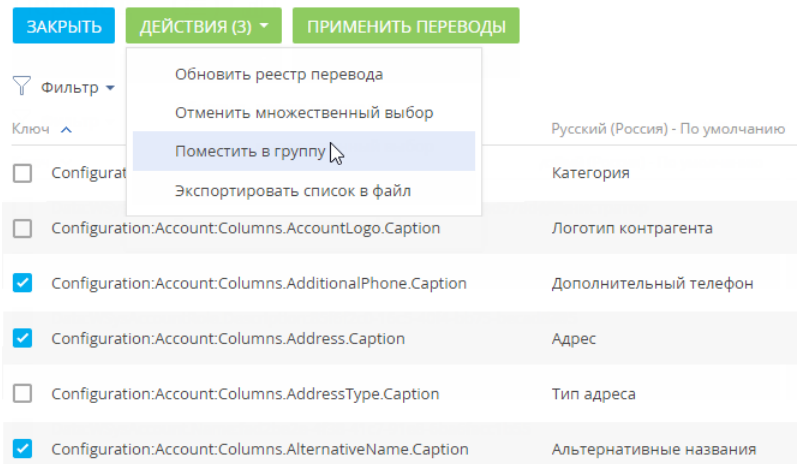 ЗАКРЫТЬ ДЕЙСТВИЯ (3) ПРИМЕНИТЬ ПЕРЕВОДЫ
Обновить реестр перевода
Фильтр
Отменить множественный выбор
Ключ Русский (Россия) - По умолчанию
Поместить в группу
Configurat Категория
Экспортировать список в файл
Configuration:Account:Columns.AccountLogo.Caption Логотип контрагента
Configuration:Account:Columns.AdditionalPhone.Caption Дополнительный телефон
Configuration:Account:Columns.Address.Caption Адрес
Configuration:Account:Columns.AddressType.Caption Тип адреса
Configuration:Account:Columns.AlternativeName.Caption Альтернативные названия